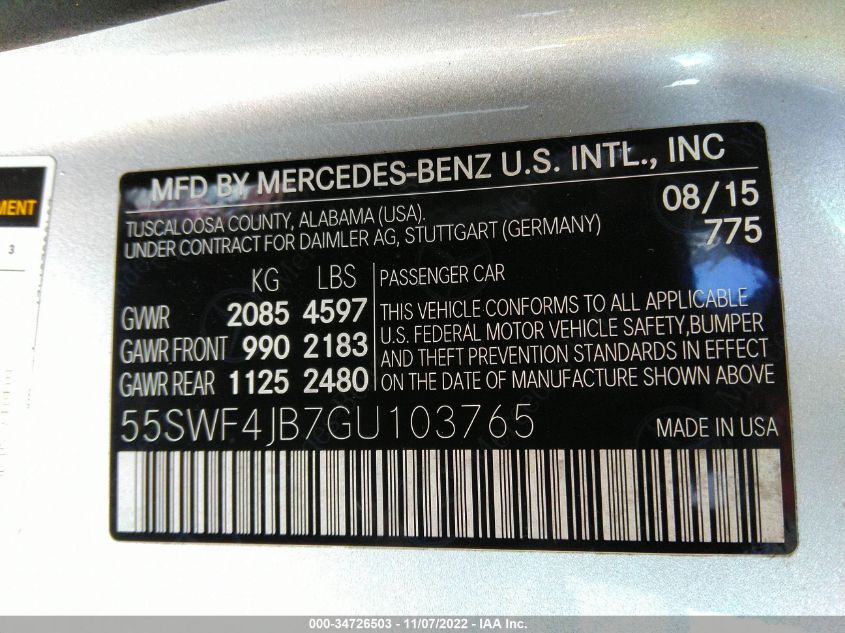 MENT
3
MFD BY MERCEDES-BENZ U.S. INTL., INC
TUSCALOOSA COUNTY, ALABAMA (USA). 08/15
UNDER CONTRACT FOR DAIMLER AG, STUTTGART (GERMANY) 775
KG LBS
GVWR 2085 4597
GAWR FRONT 990 2183
GAWR REAR 1125 2480
PASSENGER CAR
THIS VEHICLE CONFORMS TO ALL APPLICABLE
U.S. FEDERAL MOTOR VEHICLE SAFETY,BUMPER
AND THEFT PREVENTION STANDARDS IN EFFECT
ON THE DATE OF MANUFACTURE SHOWN ABOVE
55SWF4JB7GU103765 MADE IN USA
000-34726503 - 11/07/2022 - IAA Inc.